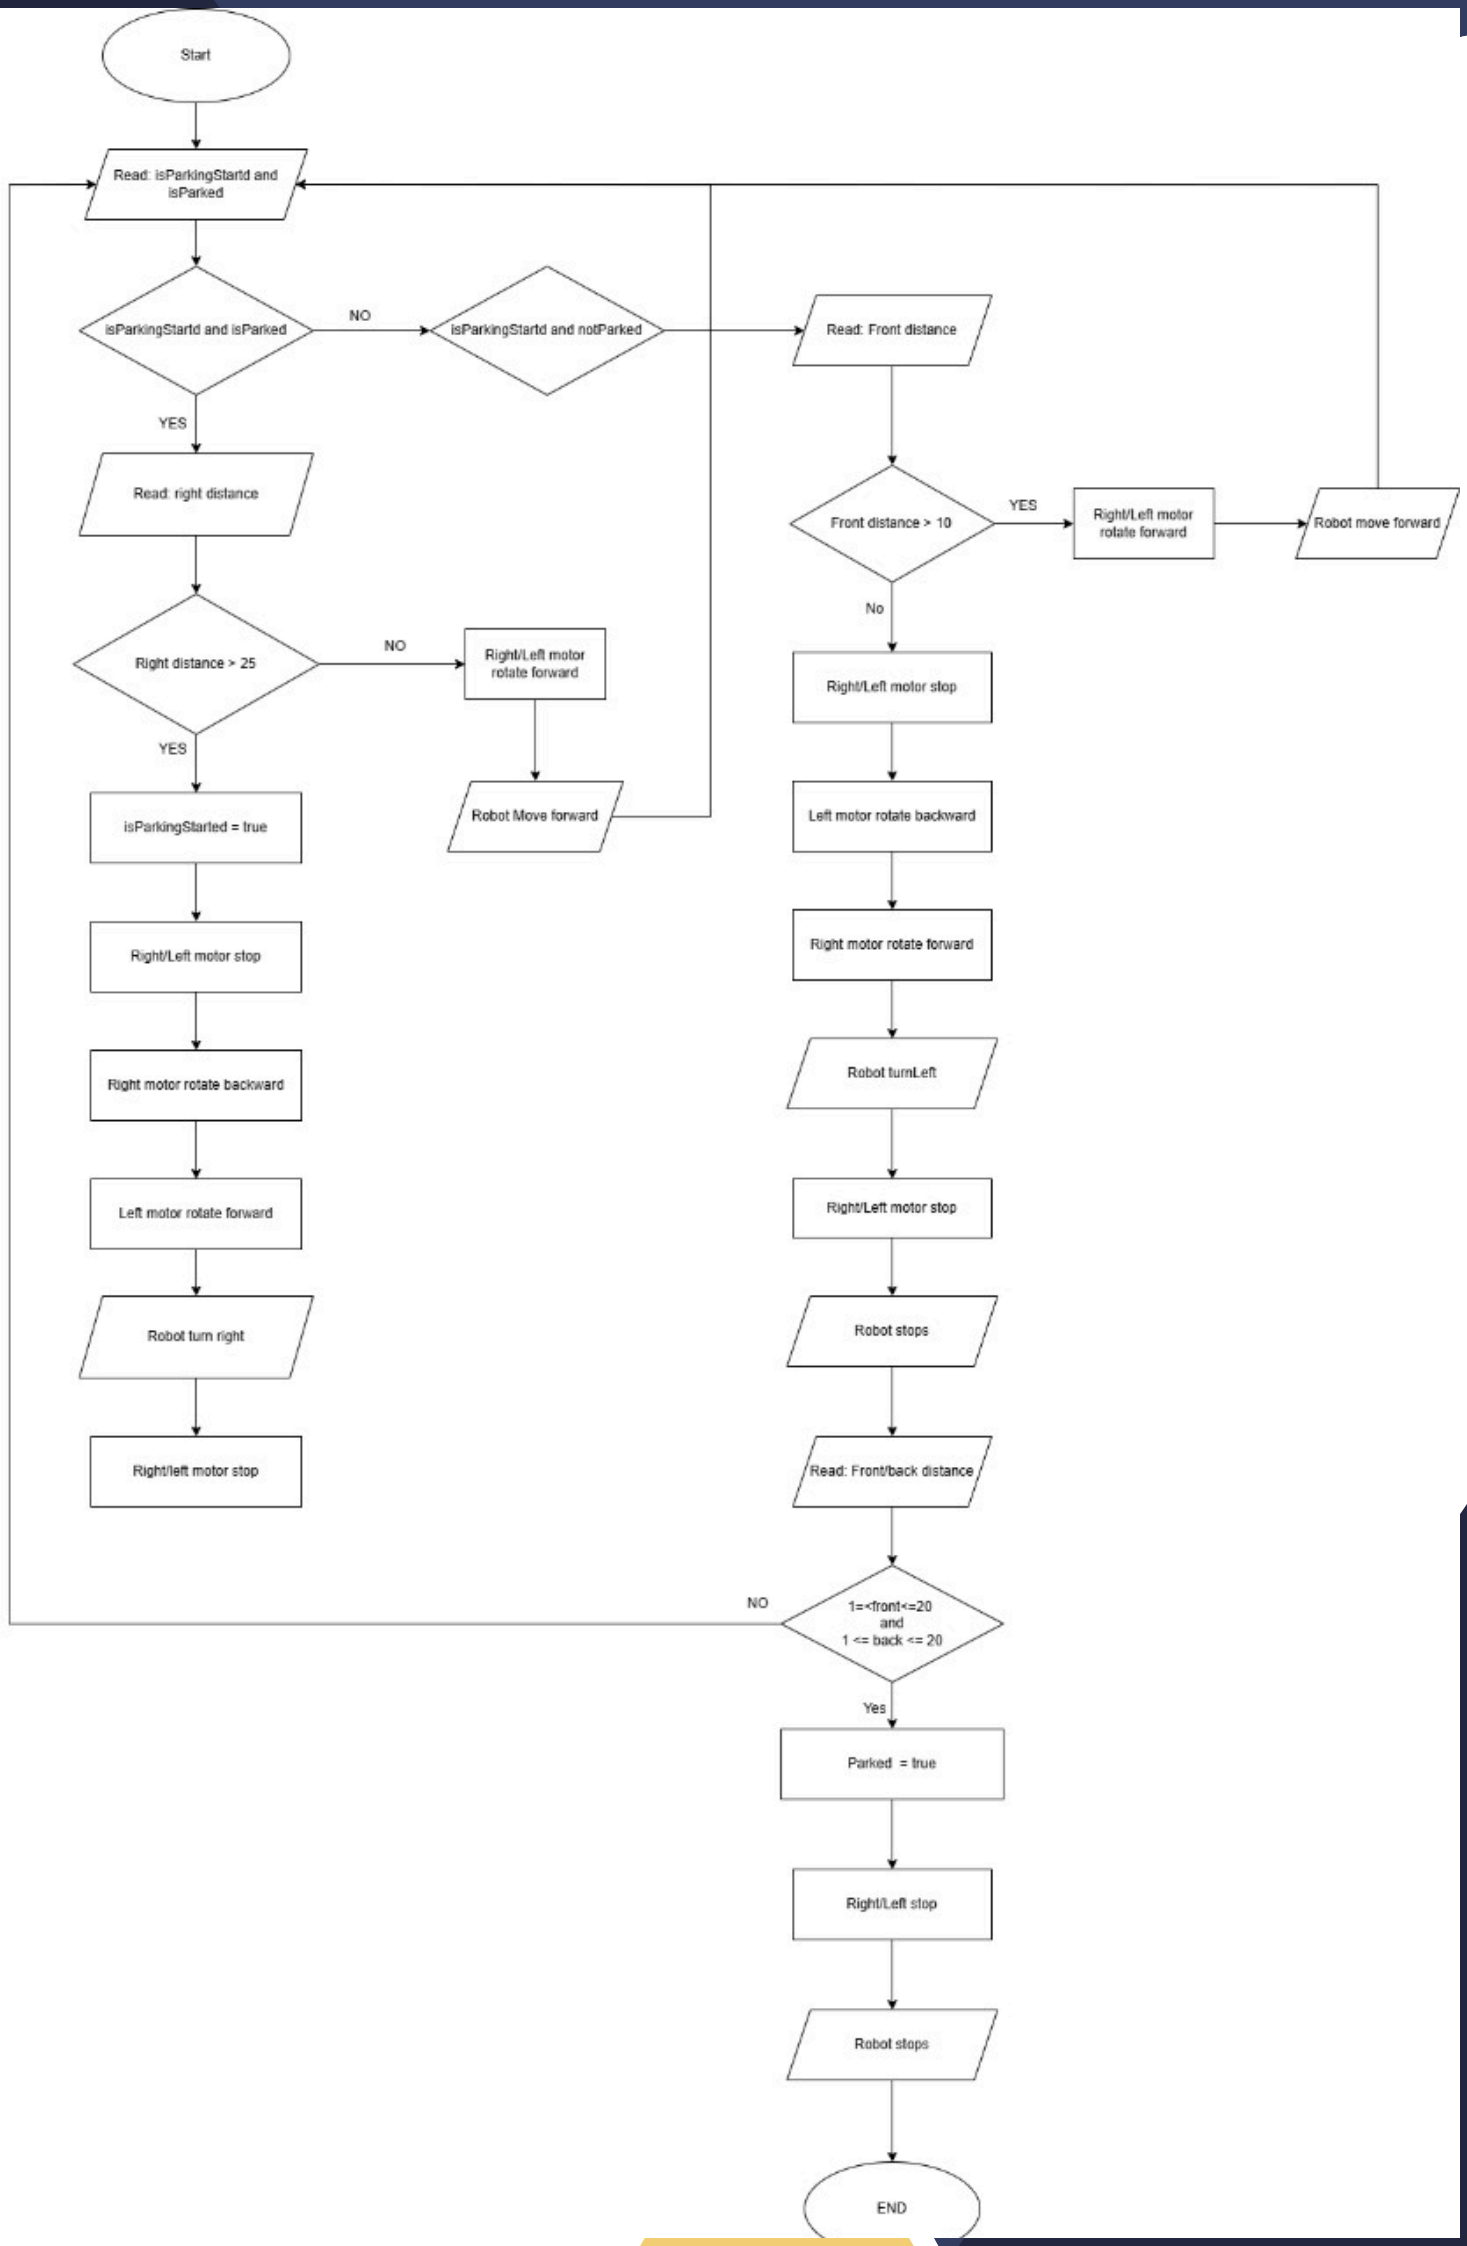 Start
Read: isParkingStartd and
isParked
isParkingStartd and isParked
NO
isParkingStartd and notParked
Read: Front distance
YES
Read: right distance
Front distance > 10
YES
Right/Left motor
rotate forward
Robot move forward
No
Right distance > 25
NO
Right/Left motor
rotate forward
Right/Left motor stop
YES
isParkingStarted = true
Robot Move forward
Left motor rotate backward
Right/Left motor stop
Right motor rotate forward
Right motor rotate backward
Robot turnLeft
Left motor rotate forward
Right/Left motor stop
Robot turn right
Robot stops
Right/left motor stop
Read: Front/back distance
NO
1=<front<=20
and
1 <= back <= 20
Yes
Parked = true
Right/Left stop
Robot stops
END